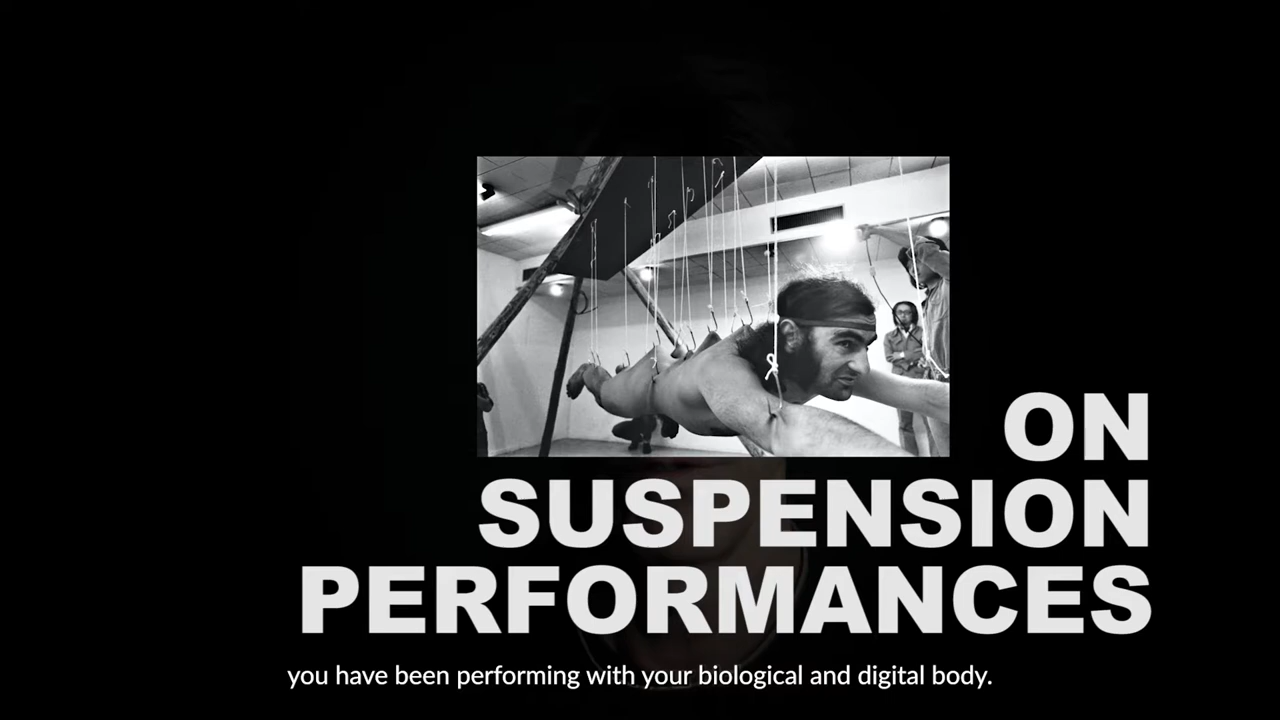 ON
SUSPENSION
PERFORMANCES
you have been performing with your biological and digital body.